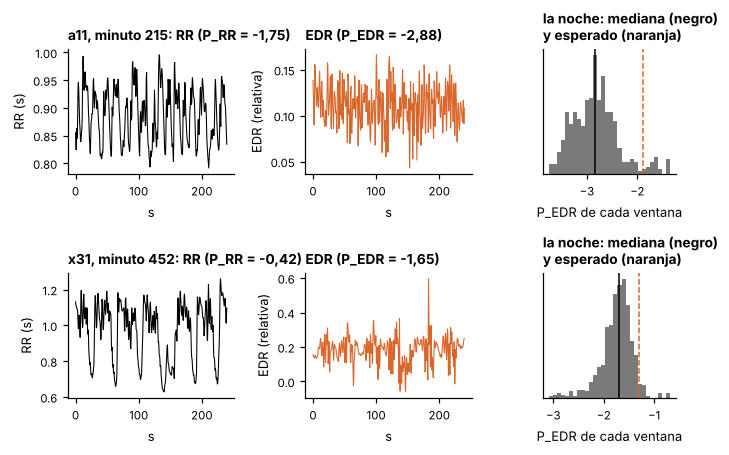 a11, minuto 215: RR (P_RR = -1,75)
EDR (P_EDR = -2,88)
la noche: mediana (negro)
y esperado (naranja)
RR (s)
1.00
0.95
0.90
0.85
0.80
0
100
200
s
EDR (relativa)
0.15
0.10
0.05
0
100
200
s
−3
−2
P_EDR de cada ventana
x31, minuto 452: RR (P_RR = -0,42)
EDR (P_EDR = -1,65)
la noche: mediana (negro)
y esperado (naranja)
RR (s)
1.2
1.0
0.8
0.6
0
100
200
s
EDR (relativa)
0.6
0.4
0.2
0.0
0
100
200
s
−3
−2
−1
P_EDR de cada ventana